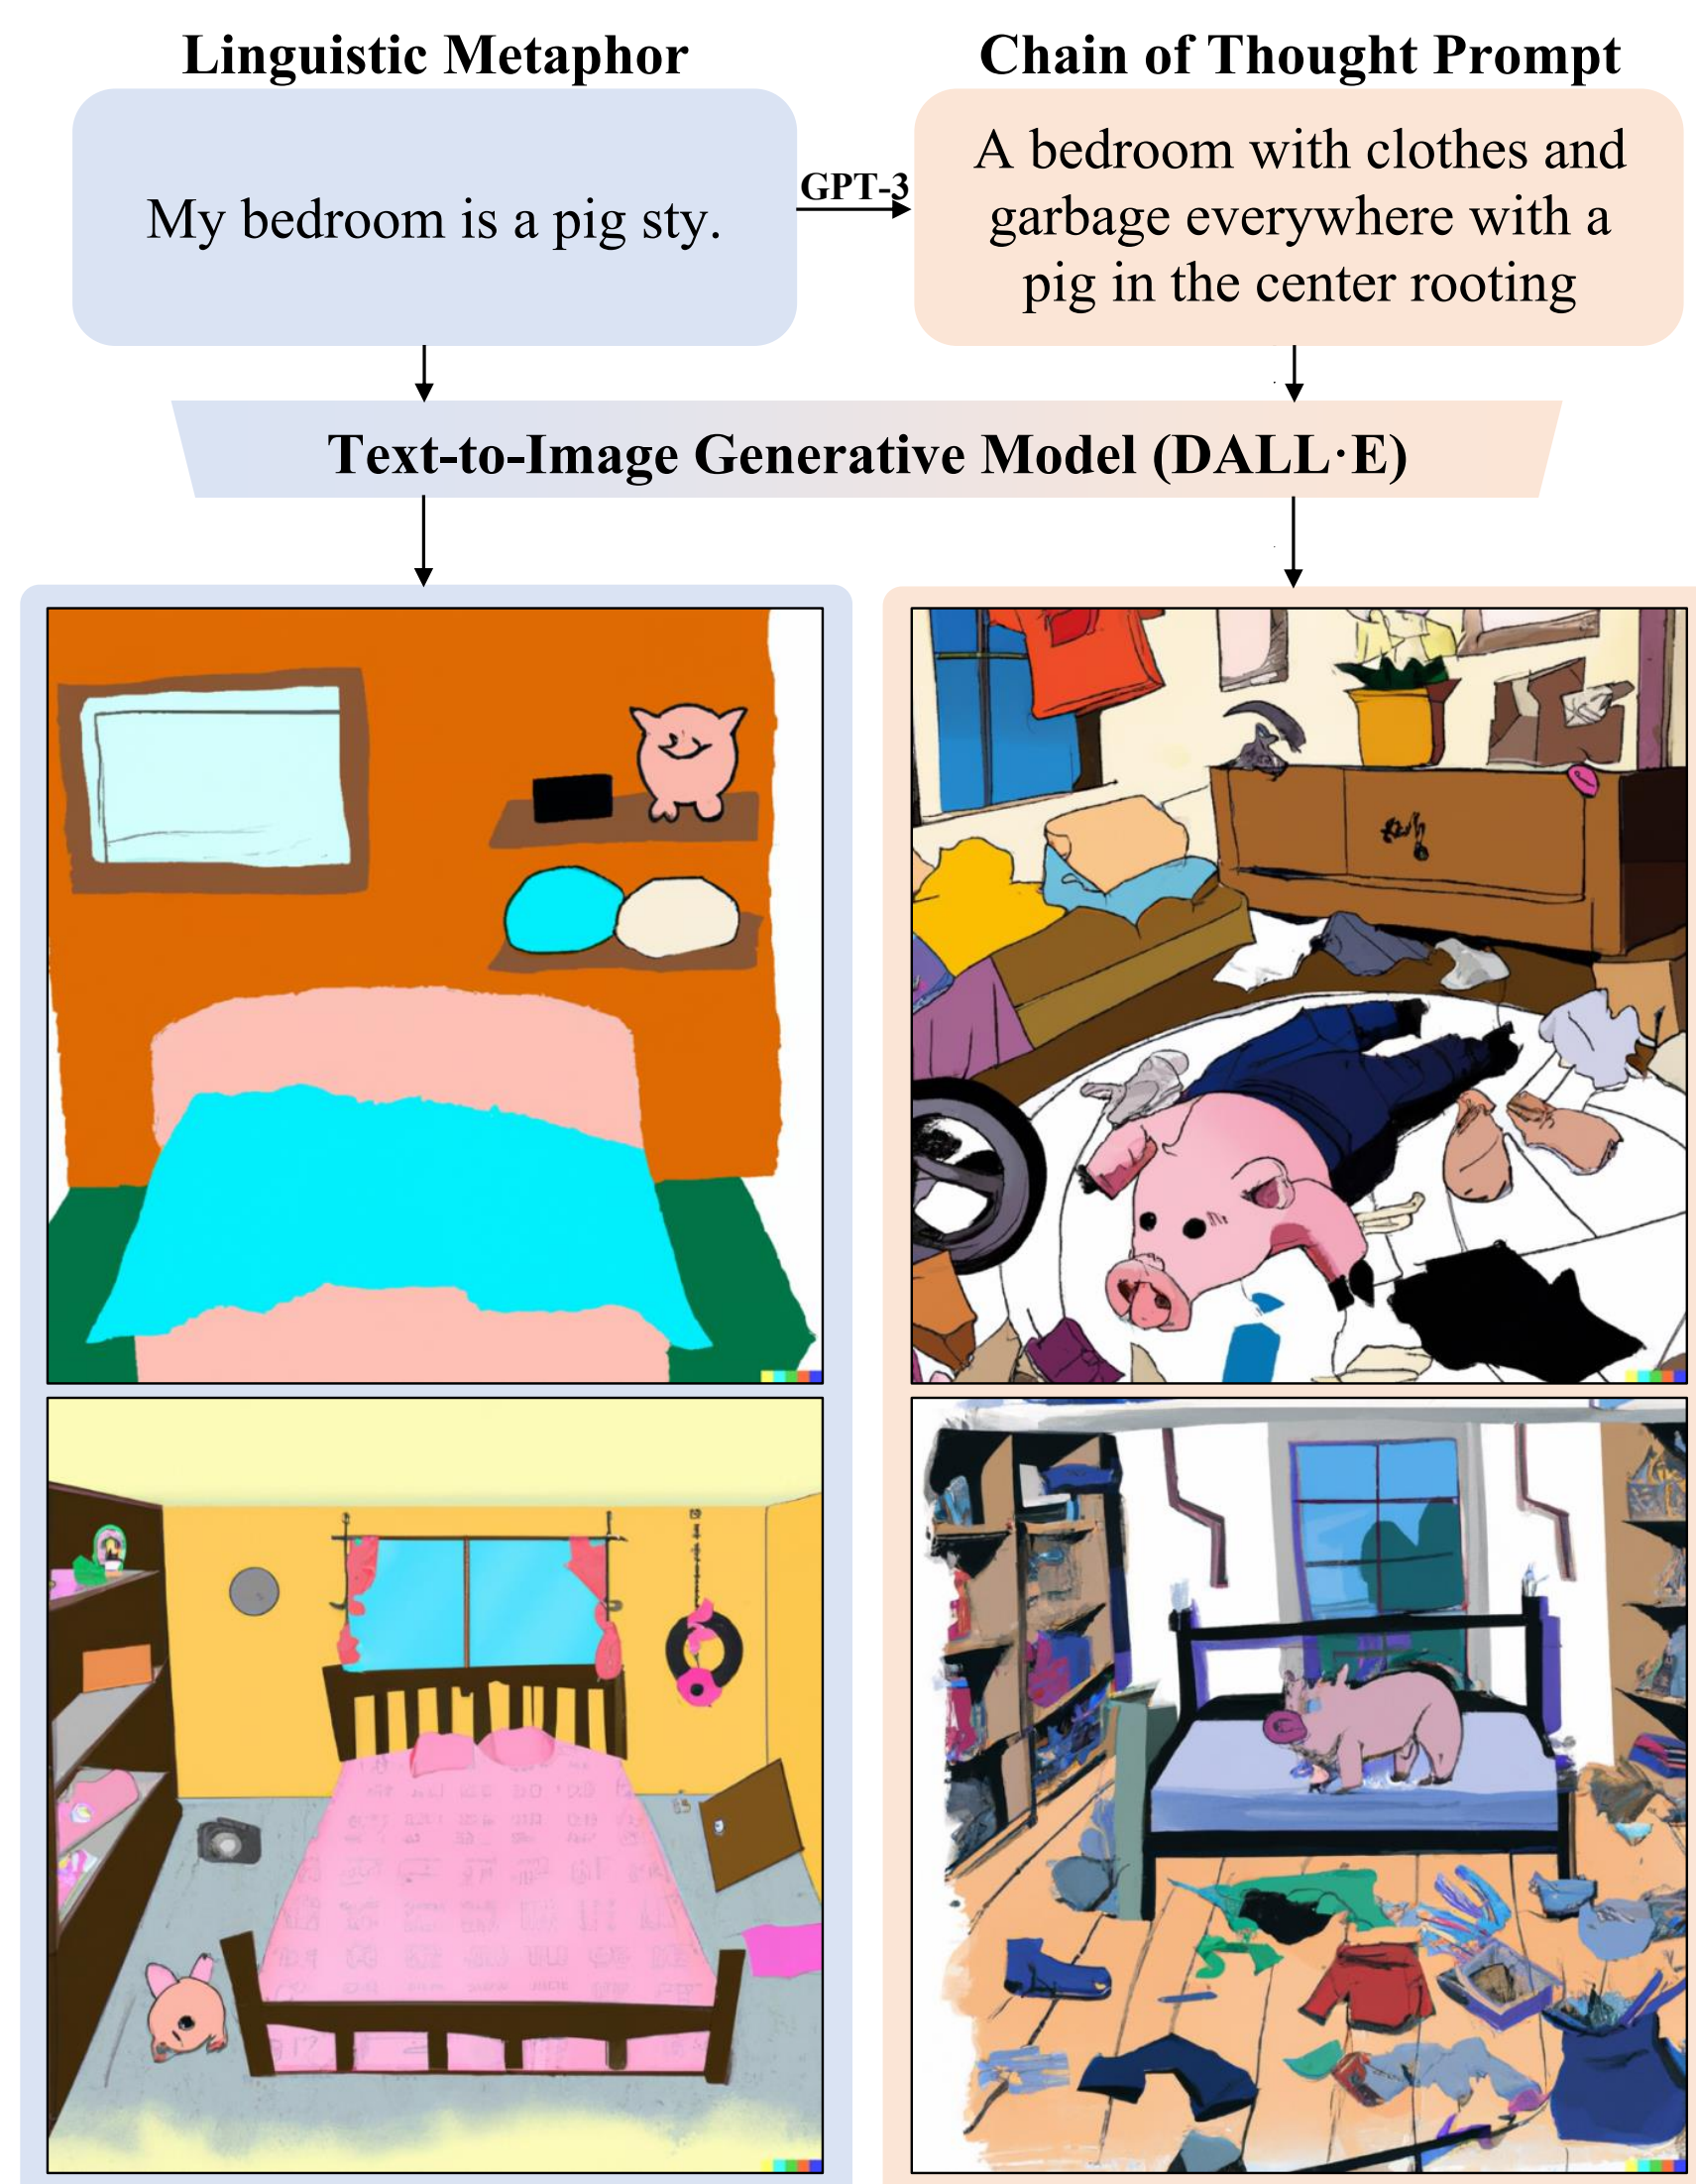 Linguistic Metaphor
Chain of Thought Prompt
My bedroom is a pig sty.
GPT-3
A bedroom with clothes and
garbage everywhere with a
pig in the center rooting
Text-to-Image Generative Model (DALL·E)